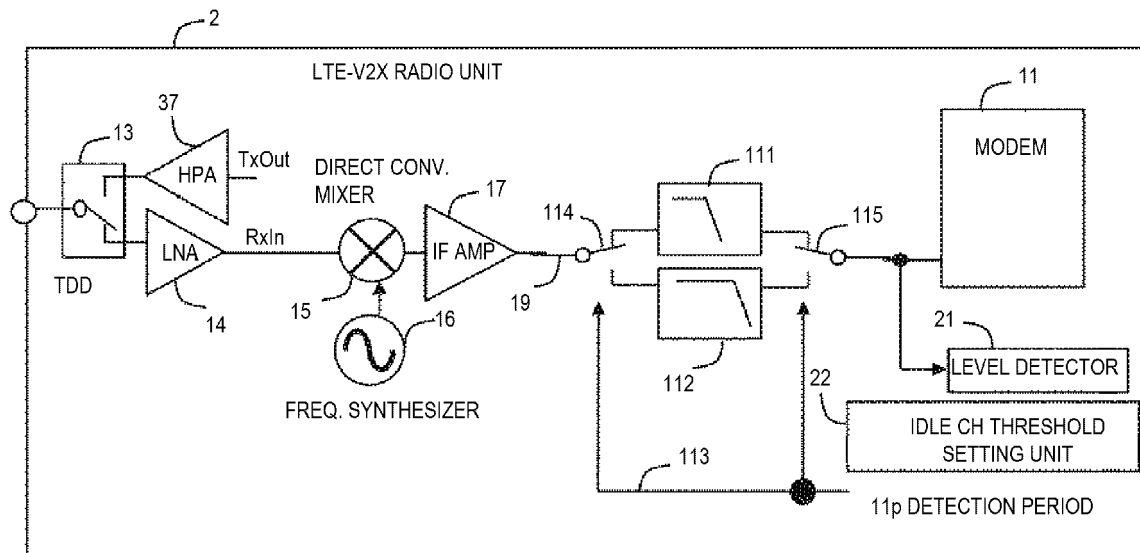 2
LTE-V2X RADIO UNIT
11
MODEM
13
37
HPA
TxOut
DIRECT CONV.
MIXER
17
IF AMP
111
114
115
LNA
RxIn
TDD
14
15
16
19
112
21
LEVEL DETECTOR
FREQ. SYNTHESIZER
22
IDLE CH THRESHOLD
SETTING UNIT
113
11p DETECTION PERIOD